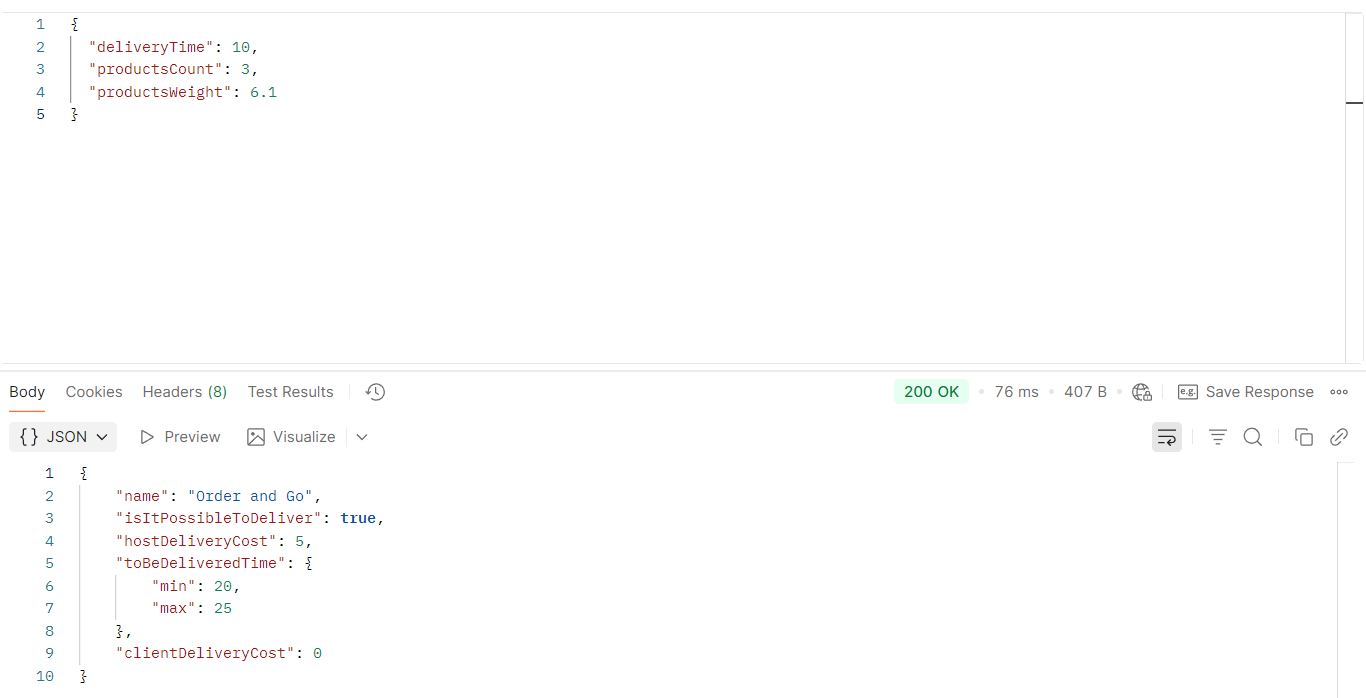 1 {
2 "deliveryTime": 10,
3 "productsCount": 3,
4 "productsWeight": 6.1
5 }
Body Cookies Headers (8) Test Results 200 OK • 76 ms • 407 B • e.g. Save Response
{} JSON Preview Visualize
1 {
2 "name": "Order and Go",
3 "isItPossibleToDeliver": true,
4 "hostDeliveryCost": 5,
5 "toBeDeliveredTime": {
6 "min": 20,
7 "max": 25
8 },
9 "clientDeliveryCost": 0
10 }